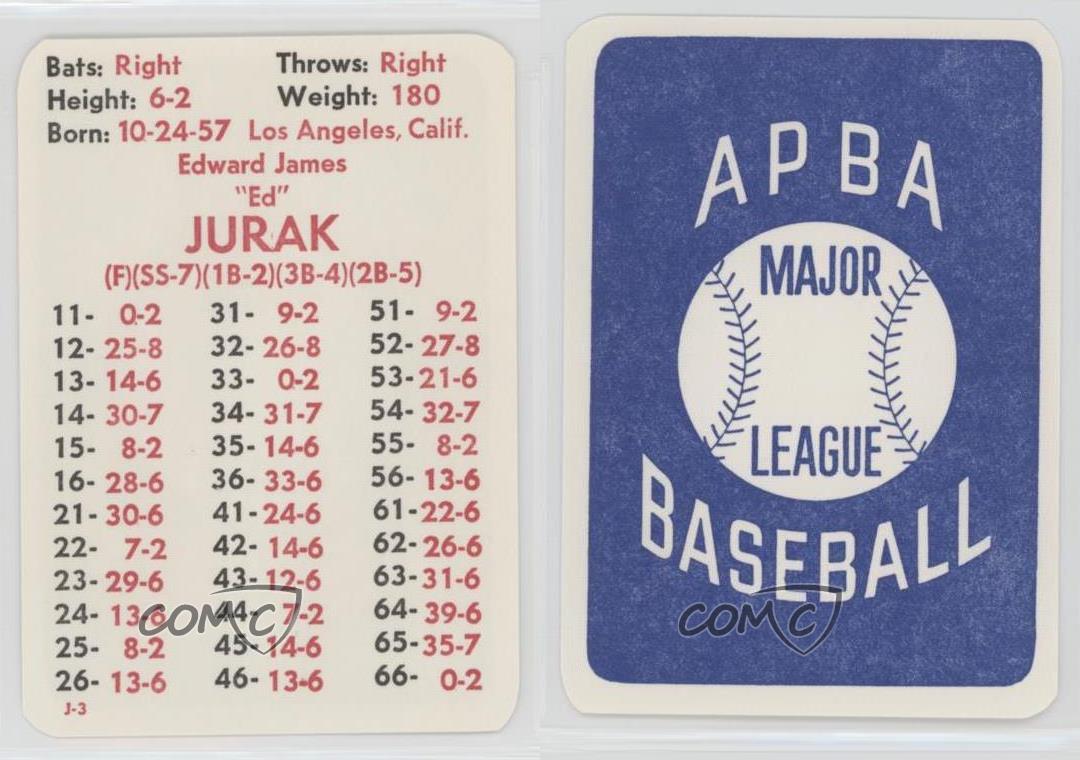 Bats: Right Throws: Right
Height: 6-2 Weight: 180
Born: 10-24-57 Los Angeles, Calif.
Edward James
"Ed"
JURAK
(F)(SS-7)(1B-2)(3B-4)(2B-5)
11- 0-2 31- 9-2 51- 9-2
12- 25-8 32- 26-8 52- 27-8
13- 14-6 33- 0-2 53- 21-6
14- 30-7 34- 31-7 54- 32-7
15- 8-2 35- 14-6 55- 8-2
16- 28-6 36- 33-6 56- 13-6
21- 30-6 41- 24-6 61- 22-6
22- 7-2 42- 14-6 62- 26-6
23- 29-6 43- 12-6 63- 31-6
24- 13-6 44- 7-2 64- 39-6
25- 8-2 45- 14-6 65- 35-7
26- 13-6 46- 13-6 66- 0-2
J-3
COMC
APBA
MAJOR
LEAGUE
BASEBALL
COMC